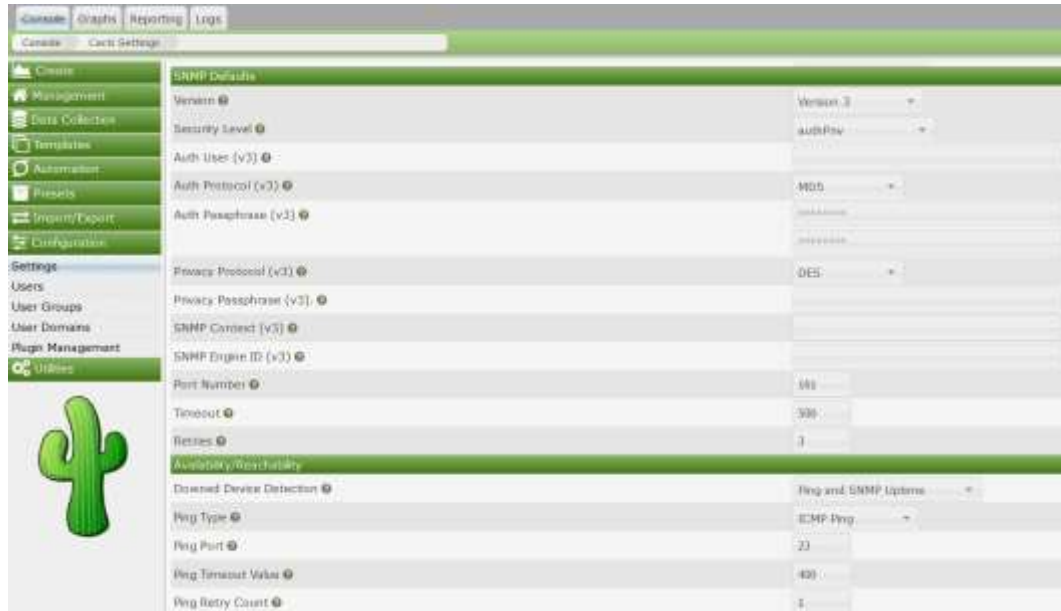 Console Graphs Reporting Logs
Console Cacti Settings
Create
Management
Data Collection
Templates
Automation
Presets
Import/Export
Configuration
Settings
Users
User Groups
User Domains
Plugin Management
Utilities
SNMP Defaults
Version Version 3
Security Level authPriv
Auth User (v3)
Auth Protocol (v3) MD5
Auth Passphrase (v3)
Privacy Protocol (v3) DES
Privacy Passphrase (v3).
SNMP Context (v3)
SNMP Engine ID (v3)
Port Number 161
Timeout 500
Retries 3
Availability/Reachability
Downed Device Detection Ping and SNMP Uptime
Ping Type ICMP Ping
Ping Port 23
Ping Timeout Value 400
Ping Retry Count 1